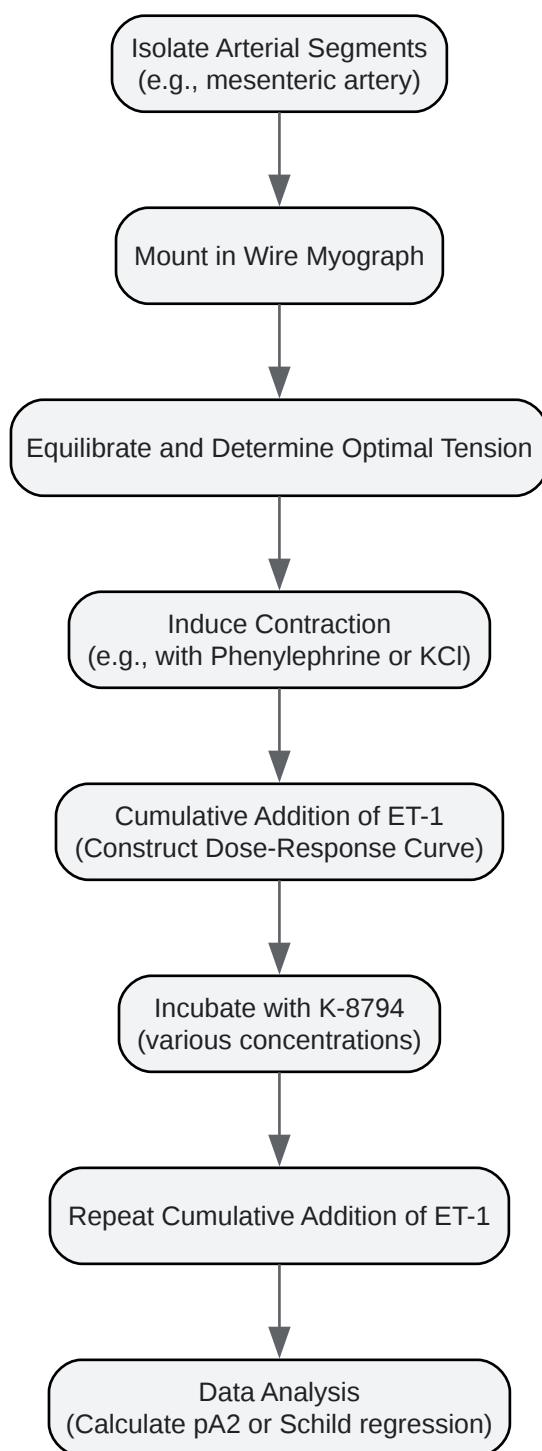 Isolate Arterial Segments
(e.g., mesenteric artery)
Mount in Wire Myograph
Equilibrate and Determine Optimal Tension
Induce Contraction
(e.g., with Phenylephrine or KCl)
Cumulative Addition of ET-1
(Construct Dose-Response Curve)
Incubate with K-8794
(various concentrations)
Repeat Cumulative Addition of ET-1
Data Analysis
(Calculate pA2 or Schild regression)